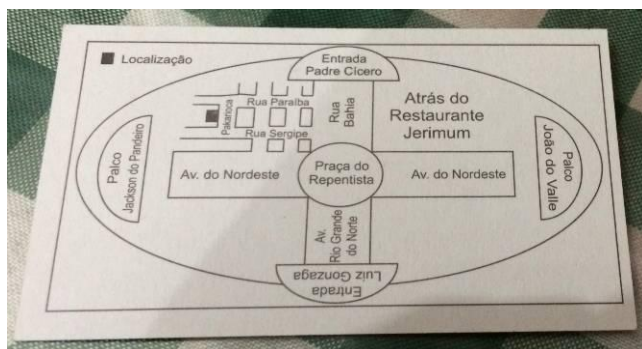 Localização
Entrada
Padre Cícero
Atrás do
Restaurante
Jerimum
Rua Paraíba
Pakarioca
Rua Sergipe
Rua
Bahia
Palco
Jackson do Pandeiro
Av. do Nordeste
Praça do
Repentista
Av. do Nordeste
Palco
João do Valle
Av.
Rio Grande
do Norte
Entrada
Luiz Gonzaga